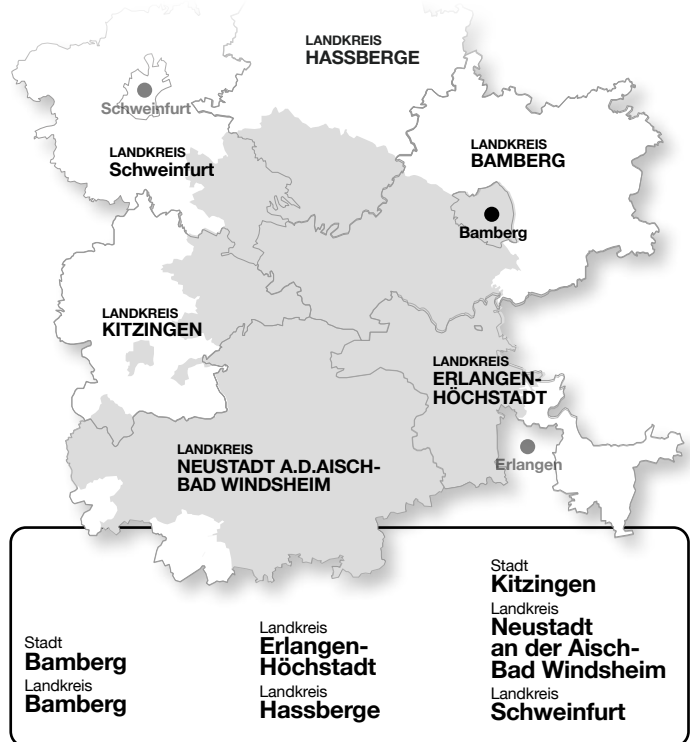 LANDKREIS
HASSBERGE
Schweinfurt
LANDKREIS
Schweinfurt
LANDKREIS
BAMBERG
Bamberg
LANDKREIS
KITZINGEN
LANDKREIS
ERLANGEN-
HÖCHSTADT
LANDKREIS
NEUSTADT A.D.AISCH-
BAD WINDSHEIM
Erlangen
Stadt
Bamberg
Landkreis
Bamberg
Landkreis
Erlangen-
Höchstadt
Landkreis
Hassberge
Stadt
Kitzingen
Landkreis
Neustadt
an der Aisch-
Bad Windsheim
Landkreis
Schweinfurt